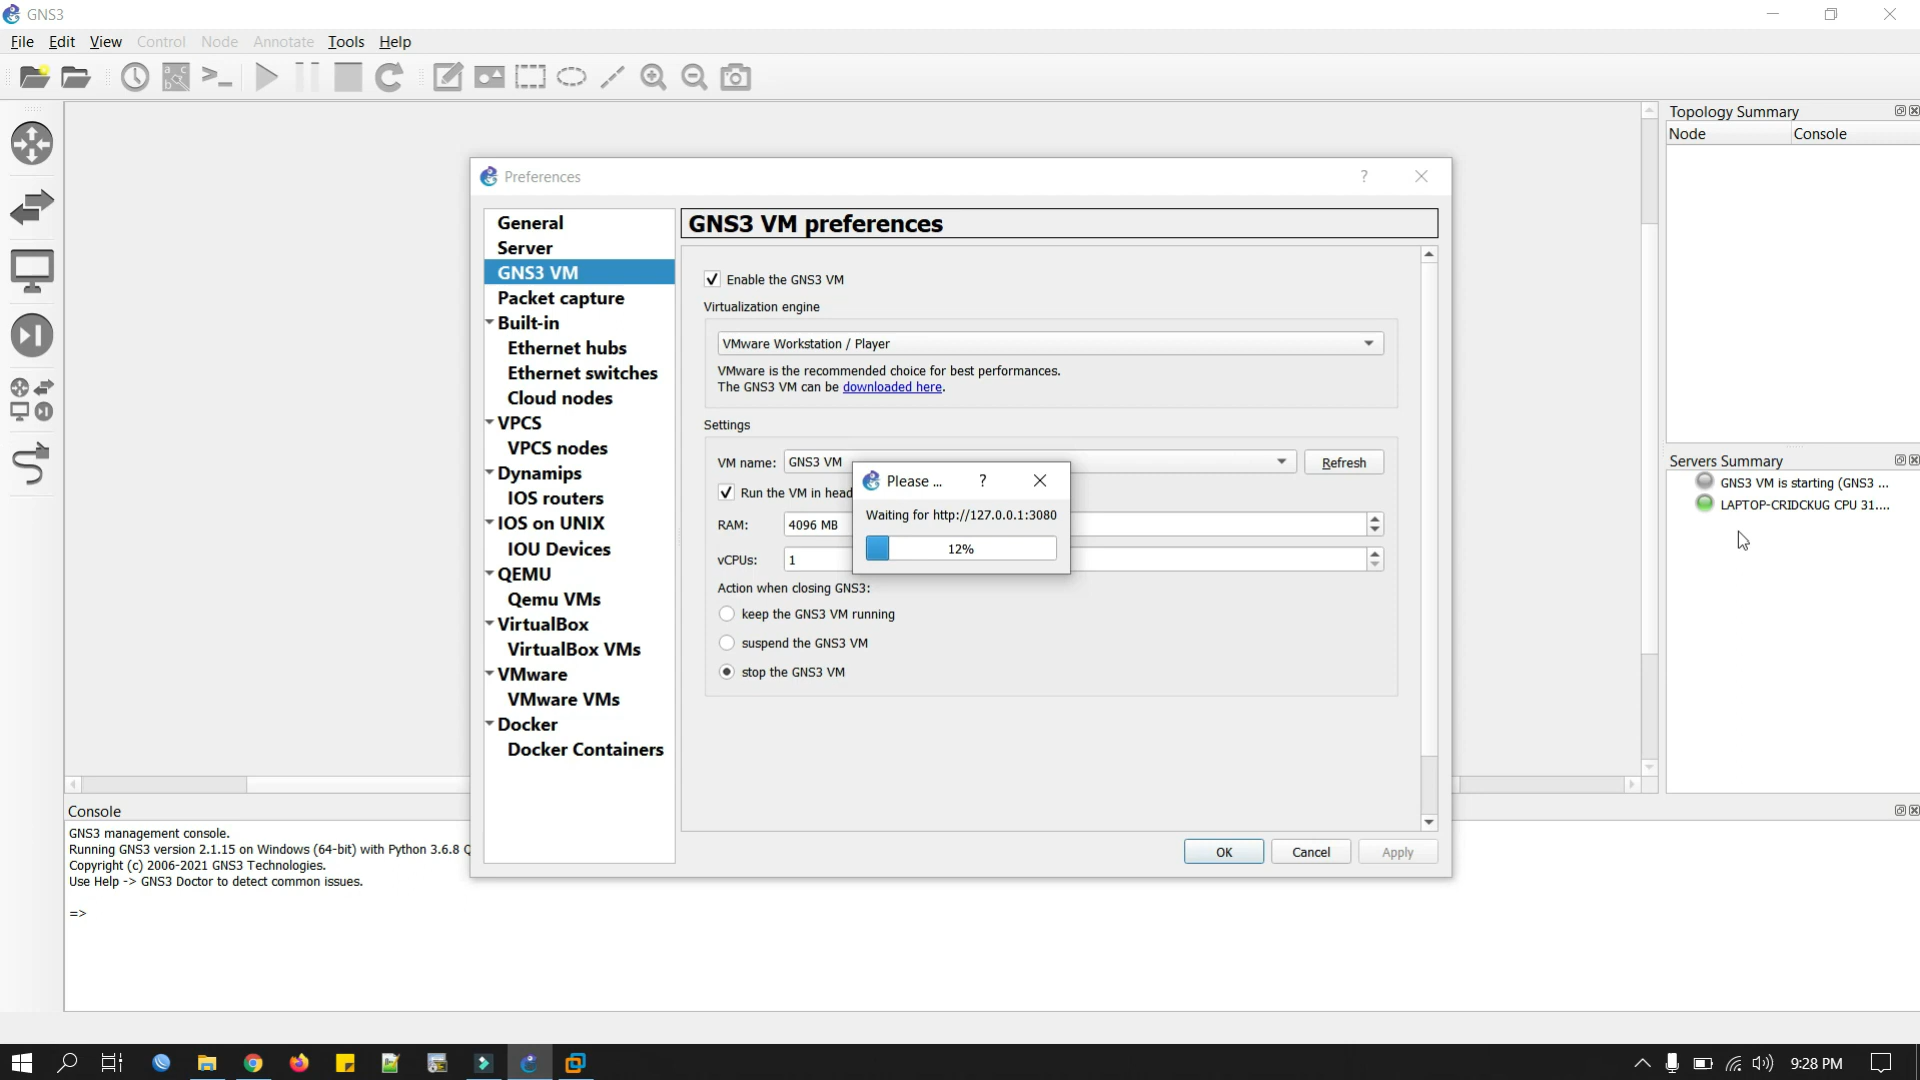 GNS3
File Edit View Control Node Annotate Tools Help
Topology Summary
Node Console
Preferences
?
General
Server
GNS3 VM
Packet capture
Built-in
Ethernet hubs
Ethernet switches
Cloud nodes
VPCS
VPCS nodes
Dynamips
IOS routers
IOS on UNIX
IOU Devices
QEMU
Qemu VMs
VirtualBox
VirtualBox VMs
VMware
VMware VMs
Docker
Docker Containers
GNS3 VM preferences
Enable the GNS3 VM
Virtualization engine
VMware Workstation / Player
VMware is the recommended choice for best performances.
The GNS3 VM can be downloaded here.
Settings
VM name: GNS3 VM Refresh
Run the VM in head
RAM: 4096 MB
vCPUs: 1
Action when closing GNS3:
keep the GNS3 VM running
suspend the GNS3 VM
stop the GNS3 VM
Please ... ?
Waiting for http://127.0.0.1:3080
12%
OK Cancel Apply
Servers Summary
GNS3 VM is starting (GNS3 ...
LAPTOP-CRIDCKUG CPU 31....
Console
GNS3 management console.
Running GNS3 version 2.1.15 on Windows (64-bit) with Python 3.6.8 Q
Copyright (c) 2006-2021 GNS3 Technologies.
Use Help -> GNS3 Doctor to detect common issues.
=>
9:28 PM